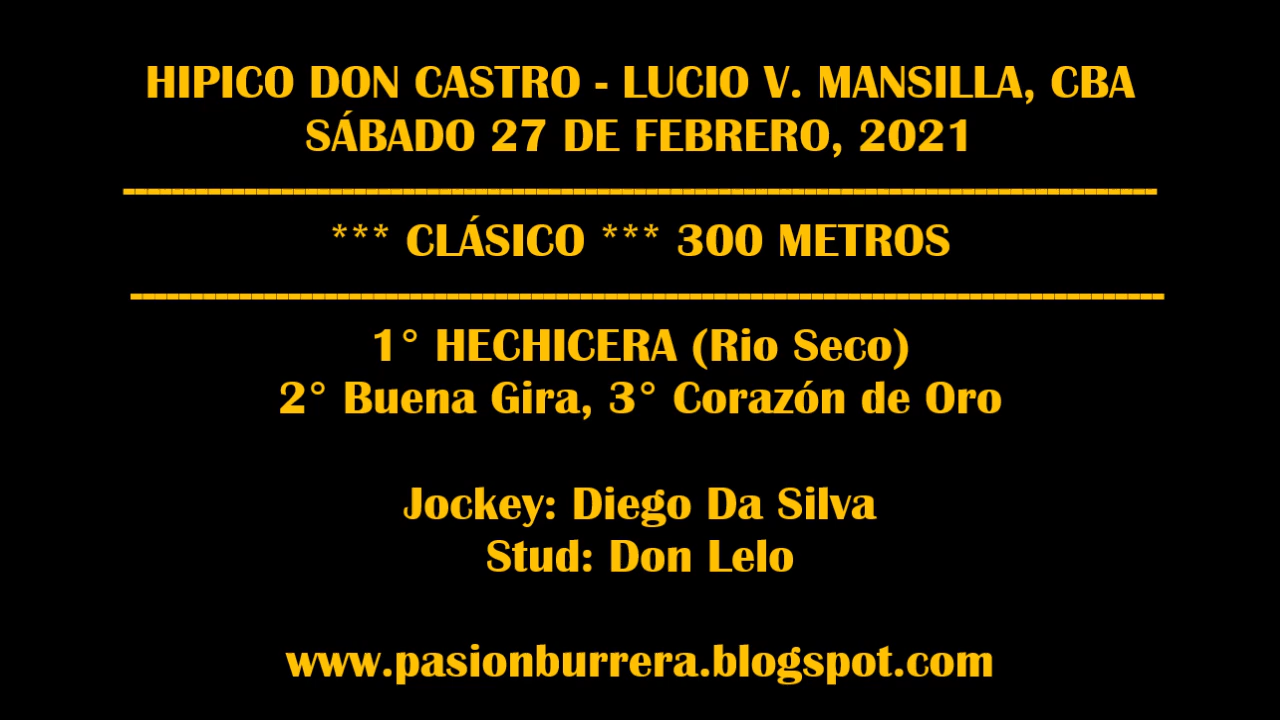 HIPICO DON CASTRO - LUCIO V. MANSILLA, CBA
SÁBADO 27 DE FEBRERO, 2021
-------------------------------------------------------------------------------------
*** CLÁSICO *** 300 METROS
-------------------------------------------------------------------------------------
1° HECHICERA (Rio Seco)
2° Buena Gira, 3° Corazón de Oro
Jockey: Diego Da Silva
Stud: Don Lelo
www.pasionburrera.blogspot.com